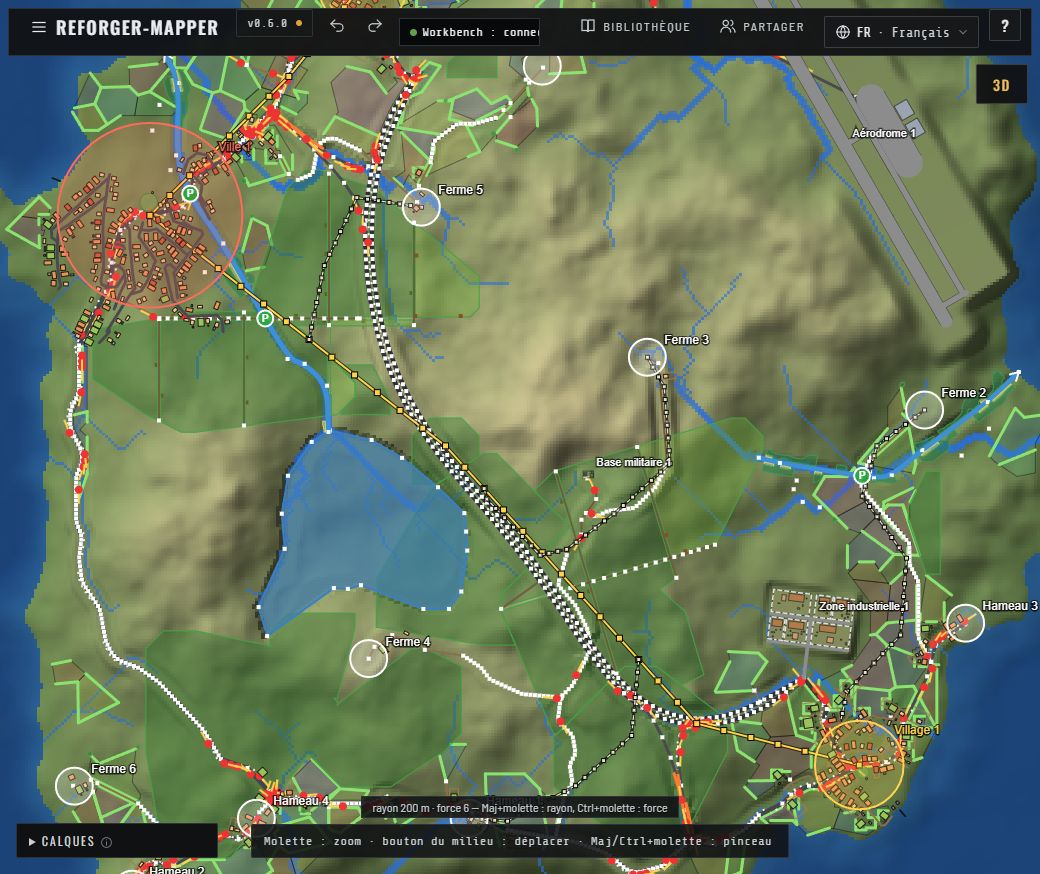 REFORGER-MAPPER
v0.6.0
Workbench : conne
BIBLIOTHÈQUE
PARTAGER
FR · Français
?
3D
Aérodrome 1
Ville 1
Ferme 5
P
P
Ferme 3
Ferme 2
Base militaire 1
P
Zone industrielle 1
Hameau 3
Ferme 4
Village 1
Ferme 6
Hameau 4
rayon 200 m · force 6 — Maj+molette : rayon, Ctrl+molette : force
CALQUES
Molette : zoom · bouton du milieu : déplacer · Maj/Ctrl+molette : pinceau
Hameau 2